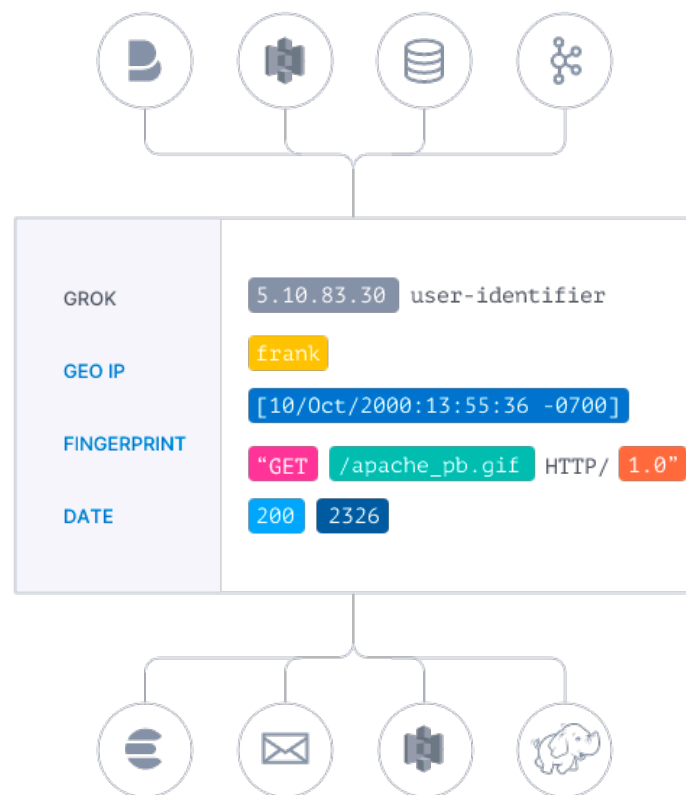 GROK
GEO IP
FINGERPRINT
DATE
5.10.83.30 user-identifier
frank
[10/Oct/2000:13:55:36 -0700]
“GET /apache_pb.gif HTTP/ 1.0”
200 2326